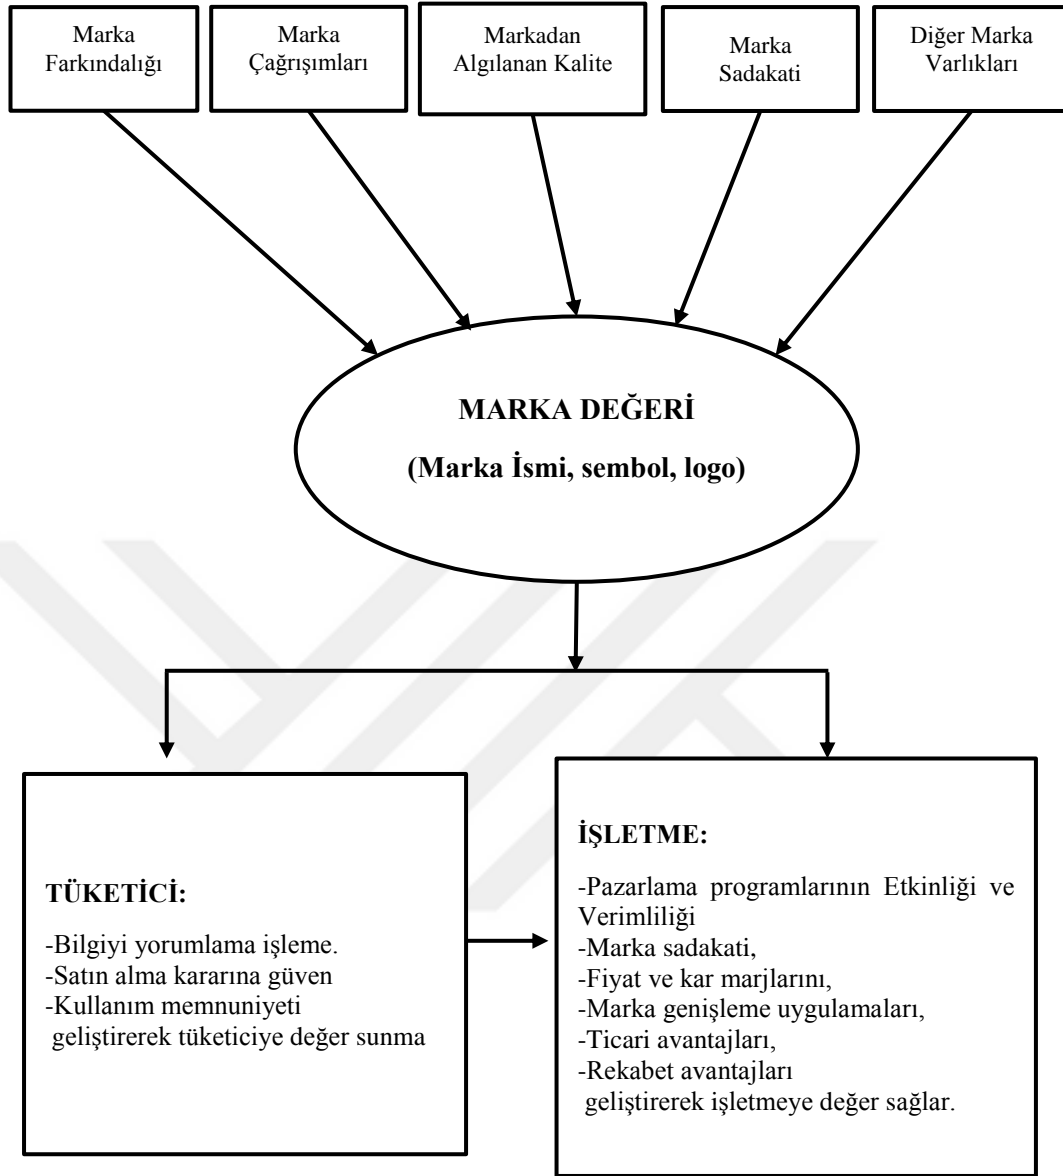 Marka
Farkındalığı
Marka
Çağrışımları
Markadan
Algılanan Kalite
Marka
Sadakati
Diğer Marka
Varlıkları
MARKA DEĞERİ
(Marka İsmi, sembol, logo)
TÜKETİCİ:
-Bilgiyi yorumlama işleme.
-Satın alma kararına güven
-Kullanım memnuniyeti
geliştirerek tüketiciye değer sunma
İŞLETME:
-Pazarlama programlarının Etkinliği ve
Verimliliği
-Marka sadakati,
-Fiyat ve kar marjlarını,
-Marka genişleme uygulamaları,
-Ticari avantajları,
-Rekabet avantajları
geliştirerek işletmeye değer sağlar.